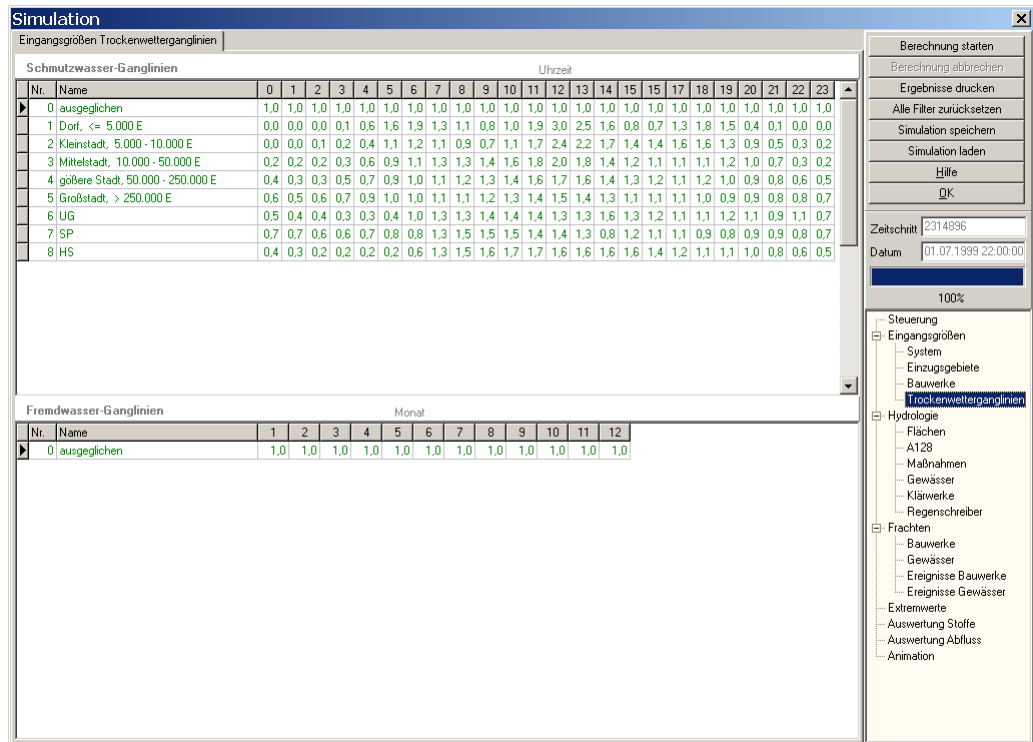 Simulation
Eingangsgrößen Trockenwetterganglinien
Schmutzwasser-Ganglinien Uhrzeit
Nr. Name 0 1 2 3 4 5 6 7 8 9 10 11 12 13 14 15 15 17 18 19 20 21 22 23
0 ausgeglichen 1,0 1,0 1,0 1,0 1,0 1,0 1,0 1,0 1,0 1,0 1,0 1,0 1,0 1,0 1,0 1,0 1,0 1,0 1,0 1,0 1,0 1,0 1,0 1,0
1 Dorf, <= 5.000 E 0,0 0,0 0,0 0,1 0,6 1,6 1,9 1,3 1,1 0,8 1,0 1,9 3,0 2,5 1,6 0,8 0,7 1,3 1,8 1,5 0,4 0,1 0,0 0,0
2 Kleinstadt, 5.000 - 10.000 E 0,0 0,0 0,1 0,2 0,4 1,1 1,2 1,1 0,9 0,7 1,1 1,7 2,4 2,2 1,7 1,4 1,4 1,6 1,6 1,3 0,9 0,5 0,3 0,2
3 Mittelstadt, 10.000 - 50.000 E 0,2 0,2 0,2 0,3 0,6 0,9 1,1 1,3 1,3 1,4 1,6 1,8 2,0 1,8 1,4 1,2 1,1 1,1 1,1 1,2 1,0 0,7 0,3 0,2
4 gößere Stadt, 50.000 - 250.000 E 0,4 0,3 0,3 0,5 0,7 0,9 1,0 1,1 1,2 1,3 1,4 1,6 1,7 1,6 1,4 1,3 1,2 1,1 1,2 1,0 0,9 0,8 0,6 0,5
5 Großstadt, > 250.000 E 0,6 0,5 0,6 0,7 0,9 1,0 1,0 1,1 1,1 1,2 1,3 1,4 1,5 1,4 1,3 1,1 1,1 1,1 1,0 0,9 0,9 0,8 0,8 0,7
6 UG 0,5 0,4 0,4 0,3 0,3 0,4 1,0 1,3 1,3 1,4 1,4 1,4 1,3 1,3 1,6 1,3 1,2 1,1 1,1 1,2 1,1 0,9 1,1 0,7
7 SP 0,7 0,7 0,6 0,6 0,7 0,8 0,8 1,3 1,5 1,5 1,5 1,4 1,4 1,3 0,8 1,2 1,1 1,1 0,9 0,8 0,9 0,9 0,8 0,7
8 HS 0,4 0,3 0,2 0,2 0,2 0,2 0,6 1,3 1,5 1,6 1,7 1,7 1,6 1,6 1,6 1,6 1,4 1,2 1,1 1,1 1,0 0,8 0,6 0,5
Fremdwasser-Ganglinien Monat
Nr. Name 1 2 3 4 5 6 7 8 9 10 11 12
0 ausgeglichen 1,0 1,0 1,0 1,0 1,0 1,0 1,0 1,0 1,0 1,0 1,0 1,0
Berechnung starten
Berechnung abbrechen
Ergebnisse drucken
Alle Filter zurücksetzen
Simulation speichern
Simulation laden
Hilfe
OK
Zeitschritt 2314896
Datum 01.07.1999 22:00:00
100%
Steuerung
Eingangsgrößen
System
Einzugsgebiete
Bauwerke
Trockenwetterganglinien
Hydrologie
Flächen
A128
Maßnahmen
Gewässer
Klärwerke
Regenschreiber
Frachten
Bauwerke
Gewässer
Ereignisse Bauwerke
Ereignisse Gewässer
Extremwerte
Auswertung Stoffe
Auswertung Abfluss
Animation